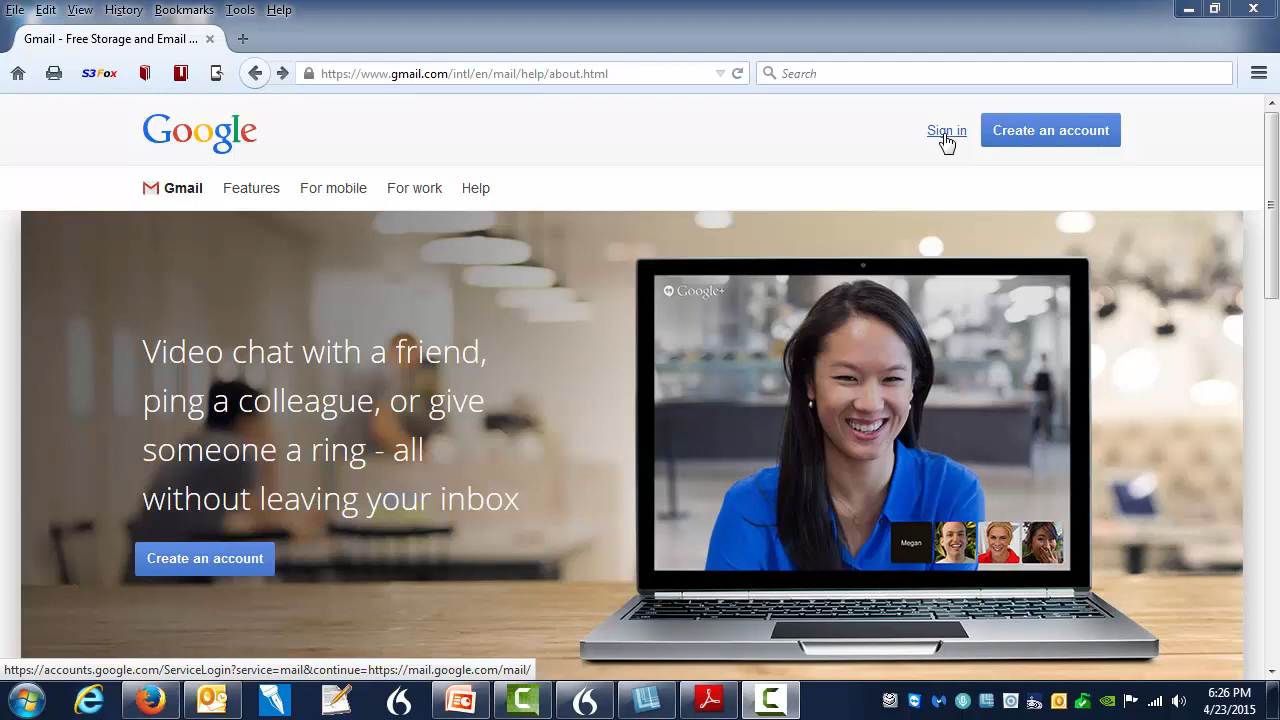 File Edit View History Bookmarks Tools Help
Gmail - Free Storage and Email ...
S3Fox
https://www.gmail.com/intl/en/mail/help/about.html
Search
Google
Sign in
Create an account
Gmail Features For mobile For work Help
Google+
Video chat with a friend,
ping a colleague, or give
someone a ring - all
without leaving your inbox
Megan
Create an account
https://accounts.google.com/ServiceLogin?service=mail&continue=https://mail.google.com/mail/
6:26 PM
4/23/2015